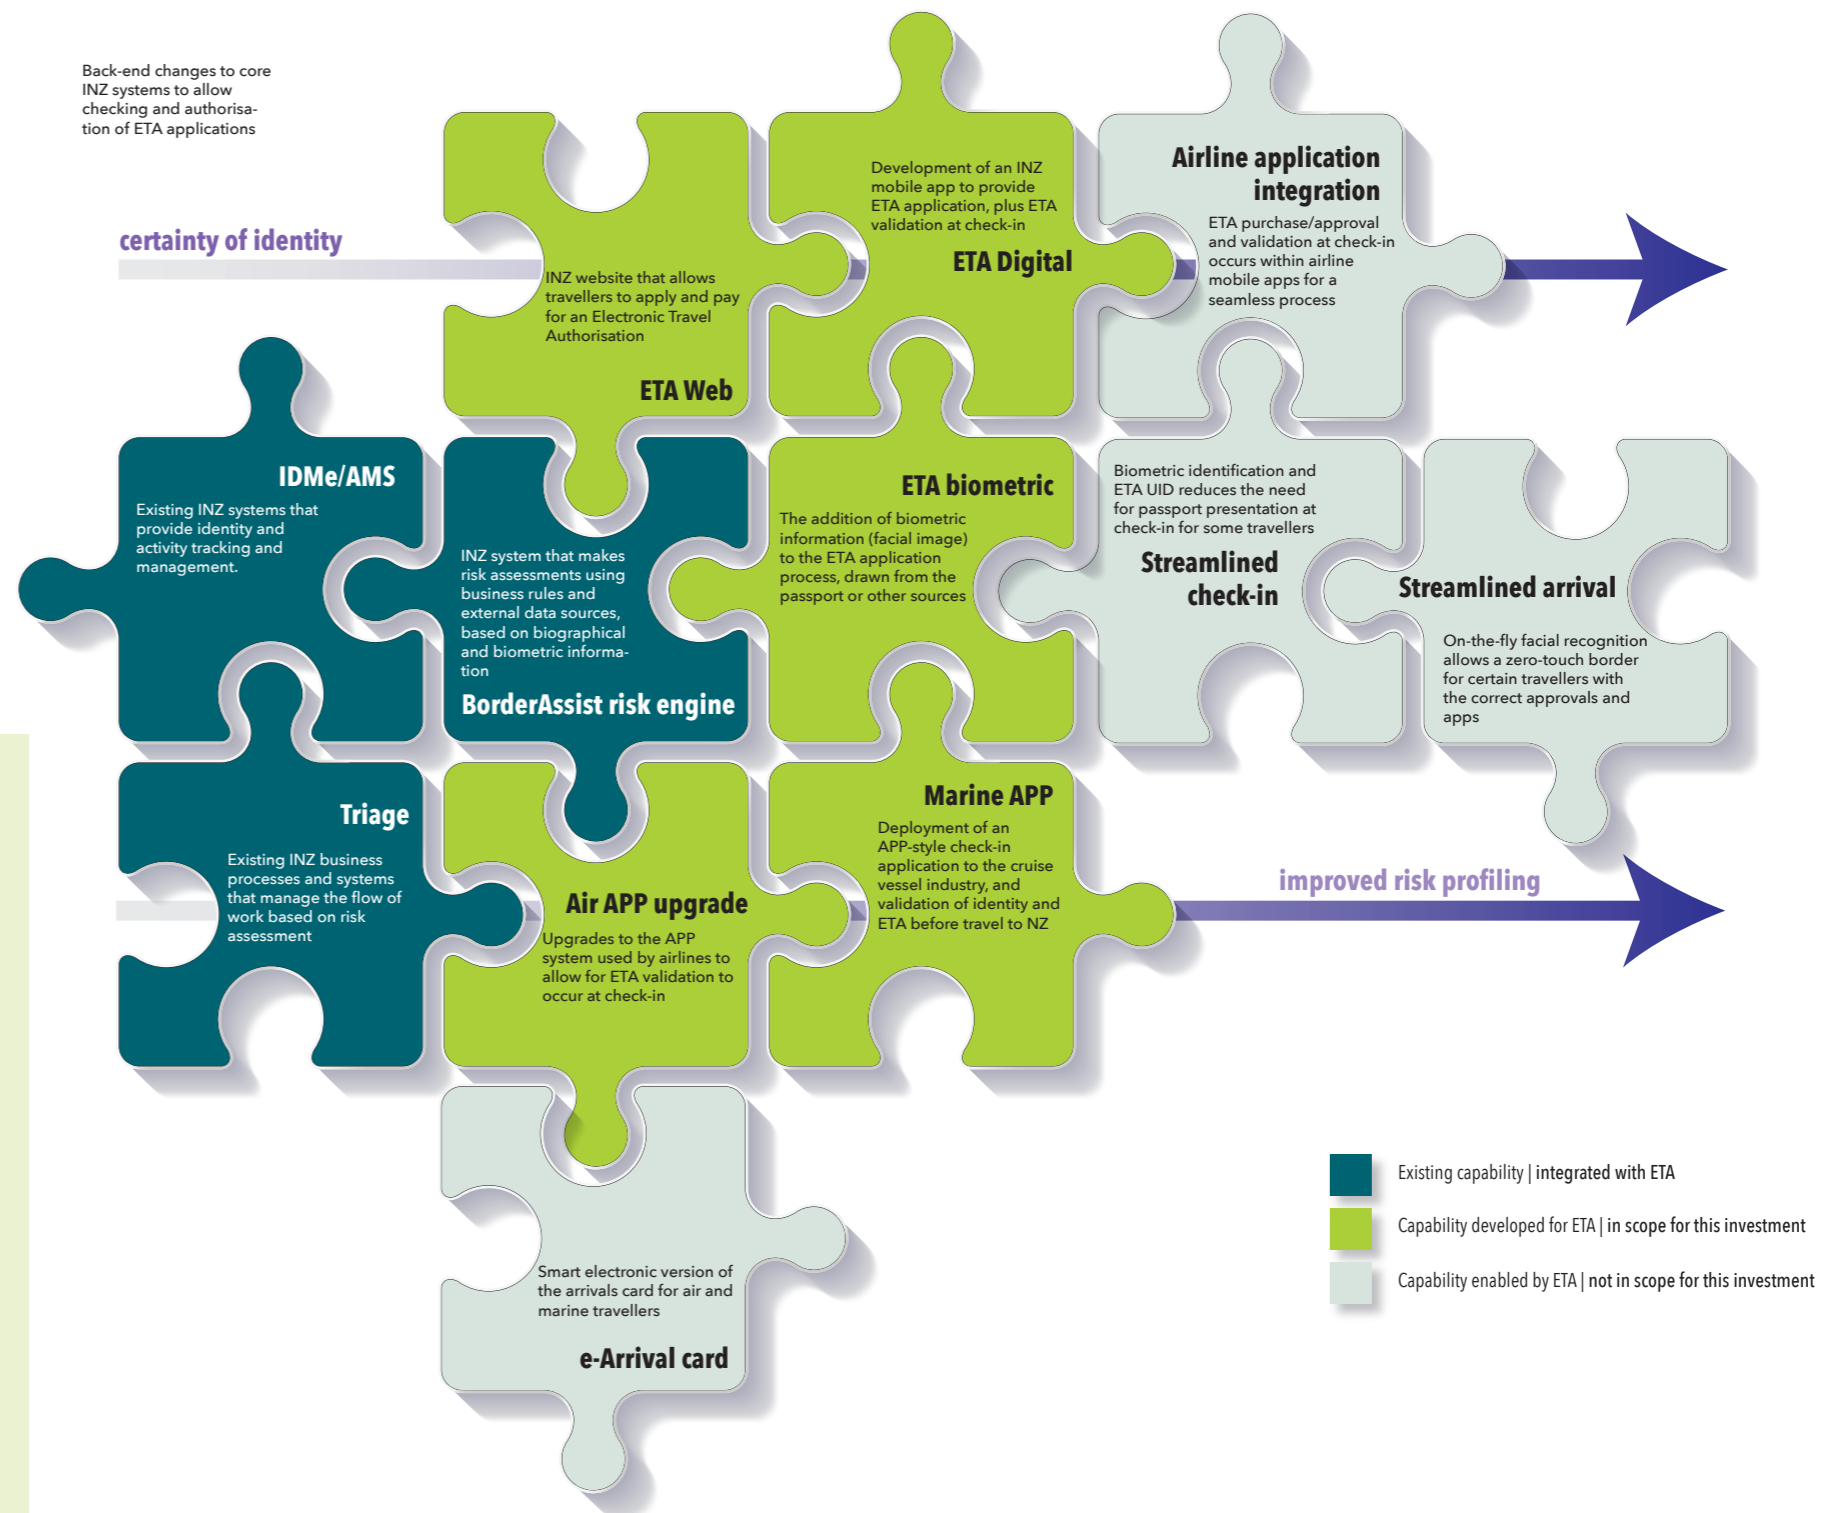 Back-end changes to core
INZ systems to allow
checking and authorisa-
tion of ETA applications
certainty of identity
INZ website that allows
travellers to apply and pay
for an Electronic Travel
Authorisation
ETA Web
Development of an INZ
mobile app to provide
ETA application, plus ETA
validation at check-in
ETA Digital
Airline application
integration
ETA purchase/approval
and validation at check-in
occurs within airline
mobile apps for a
seamless process
IDMe/AMS
Existing INZ systems that
provide identity and
activity tracking and
management.
INZ system that makes
risk assessments using
business rules and
external data sources,
based on biographical
and biometric informa-
tion
BorderAssist risk engine
ETA biometric
The addition of biometric
information (facial image)
to the ETA application
process, drawn from the
passport or other sources
Biometric identification and
ETA UID reduces the need
for passport presentation at
check-in for some travellers
Streamlined
check-in
Streamlined arrival
On-the-fly facial recognition
allows a zero-touch border
for certain travellers with
the correct approvals and
apps
Triage
Existing INZ business
processes and systems
that manage the flow of
work based on risk
assessment
Air APP upgrade
Upgrades to the APP
system used by airlines to
allow for ETA validation to
occur at check-in
Marine APP
Deployment of an
APP-style check-in
application to the cruise
vessel industry, and
validation of identity and
ETA before travel to NZ
improved risk profiling
Smart electronic version of
the arrivals card for air and
marine travellers
e-Arrival card
Existing capability | integrated with ETA
Capability developed for ETA | in scope for this investment
Capability enabled by ETA | not in scope for this investment